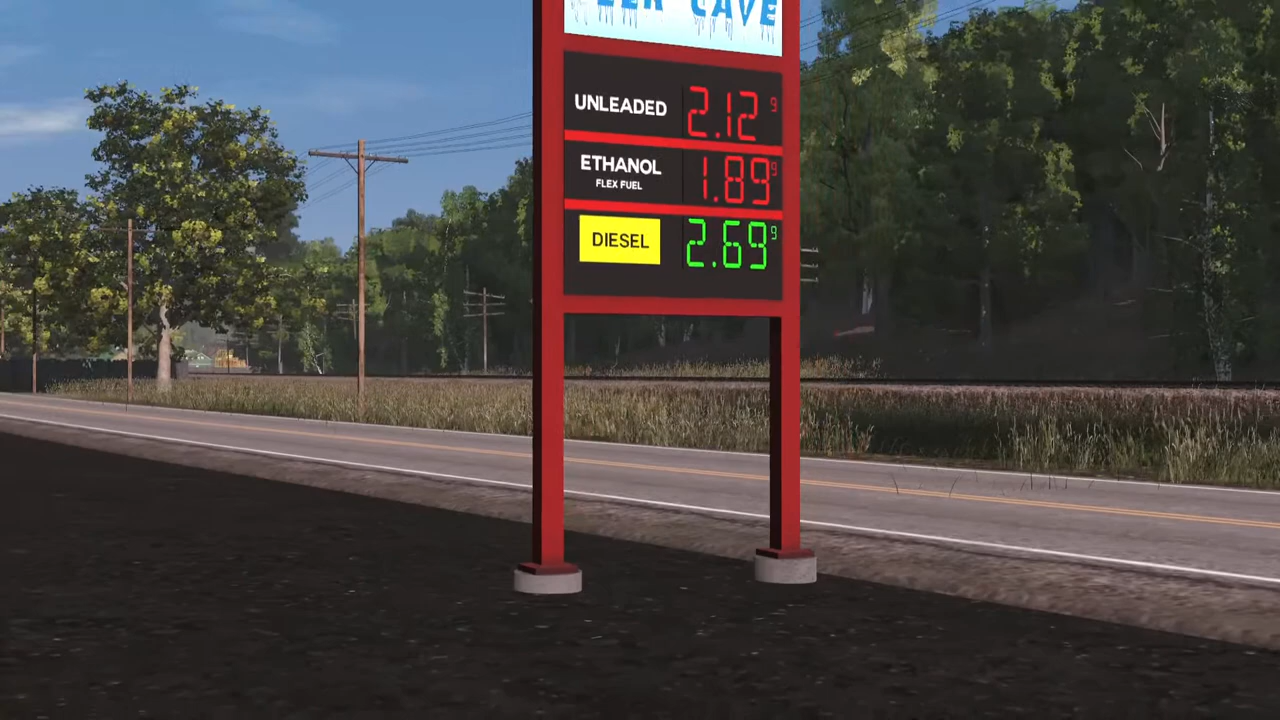 CAVE
UNLEADED 2.12 9
ETHANOL 1.89 9
FLEX FUEL
DIESEL 2.69 9